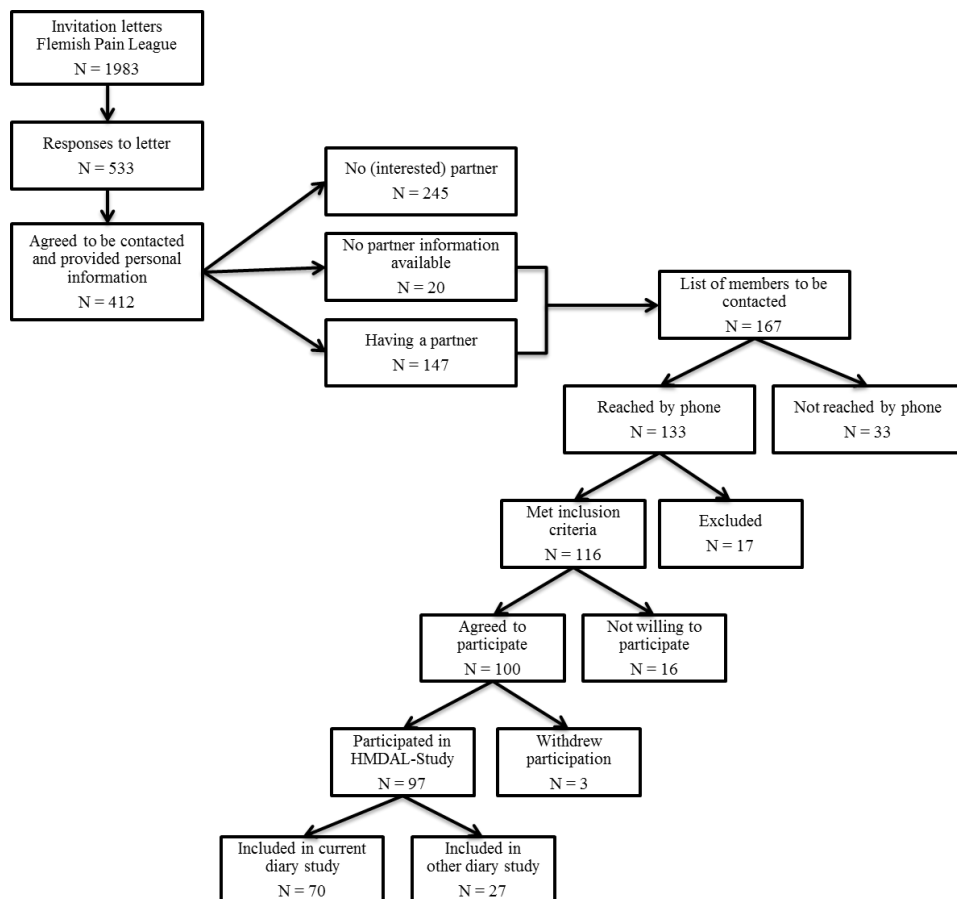 Invitation letters
Flemish Pain League
N = 1983
Responses to letter
N = 533
Agreed to be contacted
and provided personal
information
N = 412
No (interested) partner
N = 245
No partner information
available
N = 20
Having a partner
N = 147
List of members to be
contacted
N = 167
Reached by phone
N = 133
Not reached by phone
N = 33
Met inclusion
criteria
N = 116
Excluded
N = 17
Agreed to
participate
N = 100
Not willing to
participate
N = 16
Participated in
HMDAL-Study
N = 97
Withdrew
participation
N = 3
Included in current
diary study
N = 70
Included in
other diary study
N = 27